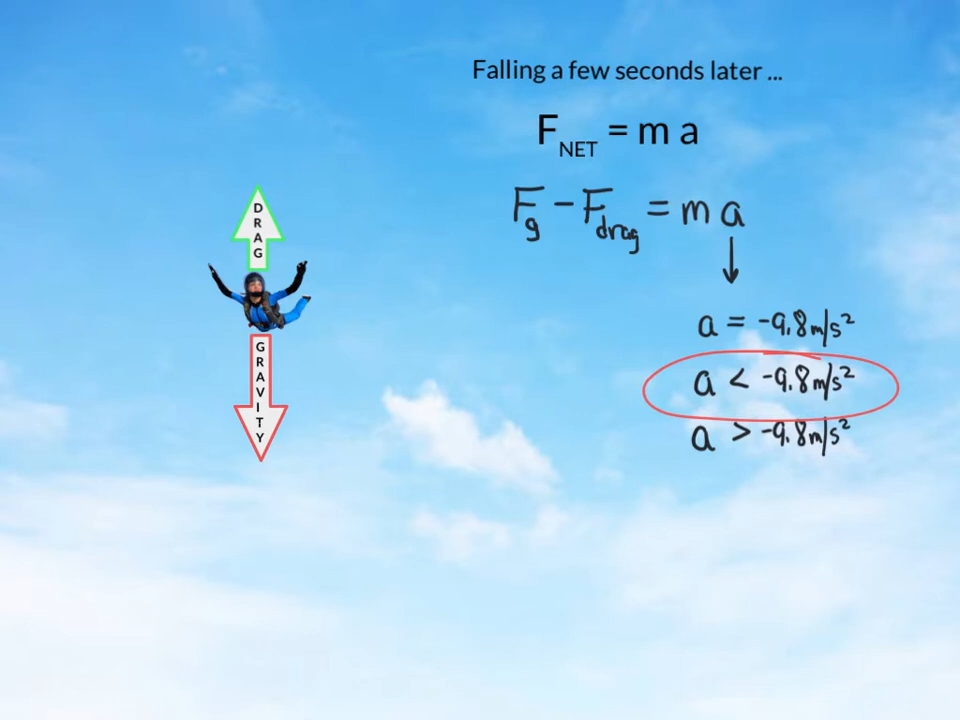 Falling a few seconds later ...
F NET = m a
Fg - Fdrag = m a
↓
a = -9.8 m/s²
a < -9.8 m/s²
a > -9.8 m/s²
DRAG
GRAVITY